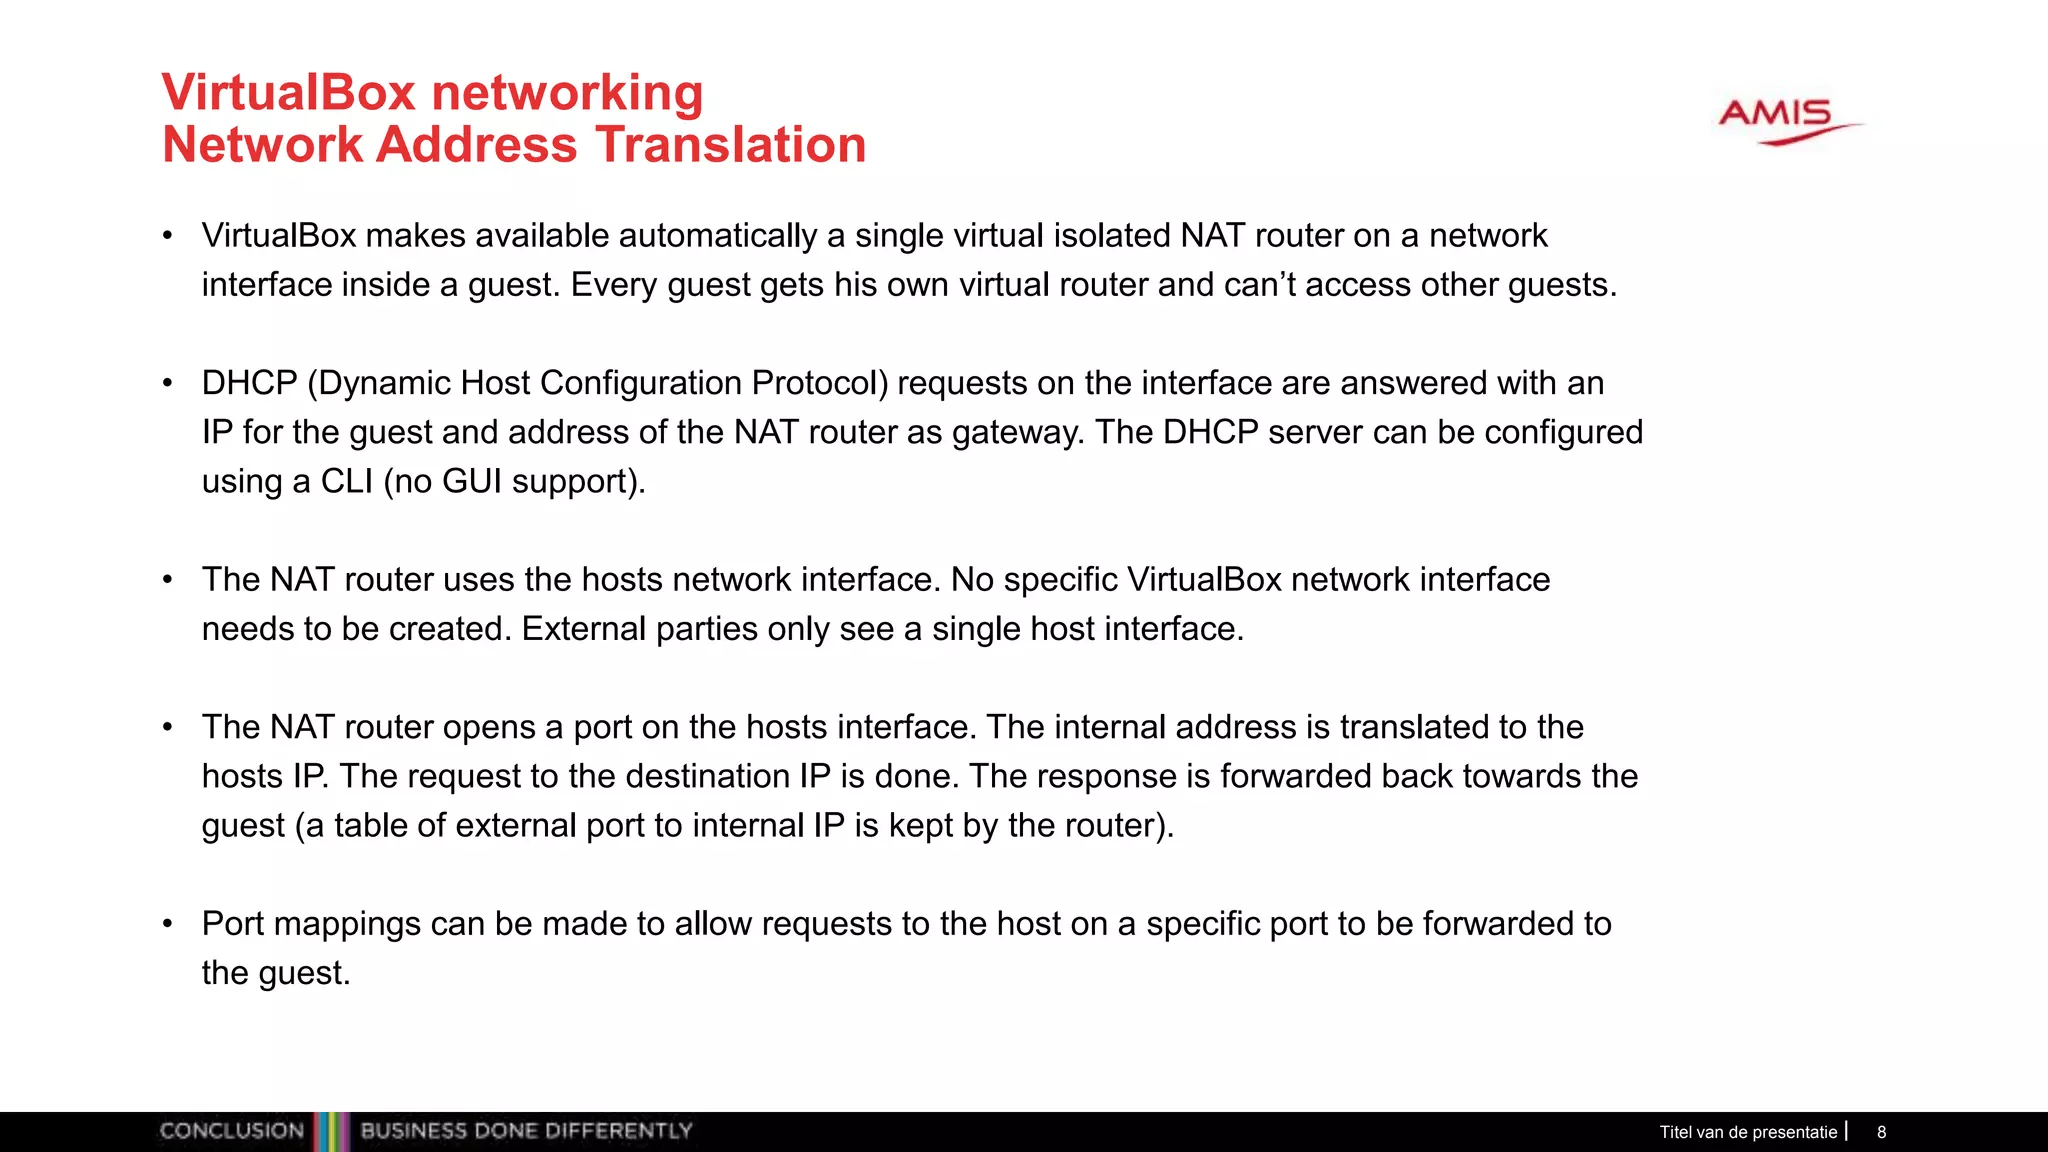 VirtualBox networking
Network Address Translation
AMIS
• VirtualBox makes available automatically a single virtual isolated NAT router on a network
interface inside a guest. Every guest gets his own virtual router and can’t access other guests.
• DHCP (Dynamic Host Configuration Protocol) requests on the interface are answered with an
IP for the guest and address of the NAT router as gateway. The DHCP server can be configured
using a CLI (no GUI support).
• The NAT router uses the hosts network interface. No specific VirtualBox network interface
needs to be created. External parties only see a single host interface.
• The NAT router opens a port on the hosts interface. The internal address is translated to the
hosts IP. The request to the destination IP is done. The response is forwarded back towards the
guest (a table of external port to internal IP is kept by the router).
• Port mappings can be made to allow requests to the host on a specific port to be forwarded to
the guest.
CONCLUSION BUSINESS DONE DIFFERENTLY
Titel van de presentatie | 8